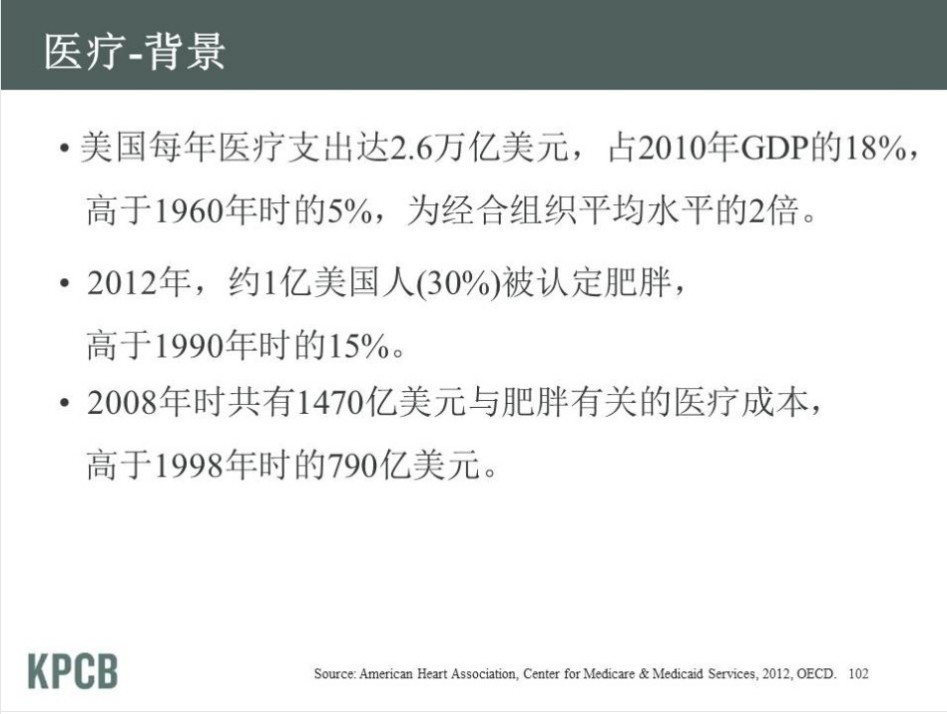 医疗-背景
• 美国每年医疗支出达2.6万亿美元，占2010年GDP的18%，
高于1960年时的5%，为经合组织平均水平的2倍。
• 2012年，约1亿美国人(30%)被认定肥胖，
高于1990年时的15%。
• 2008年时共有1470亿美元与肥胖有关的医疗成本，
高于1998年时的790亿美元。
KPCB
Source: American Heart Association, Center for Medicare & Medicaid Services, 2012, OECD. 102